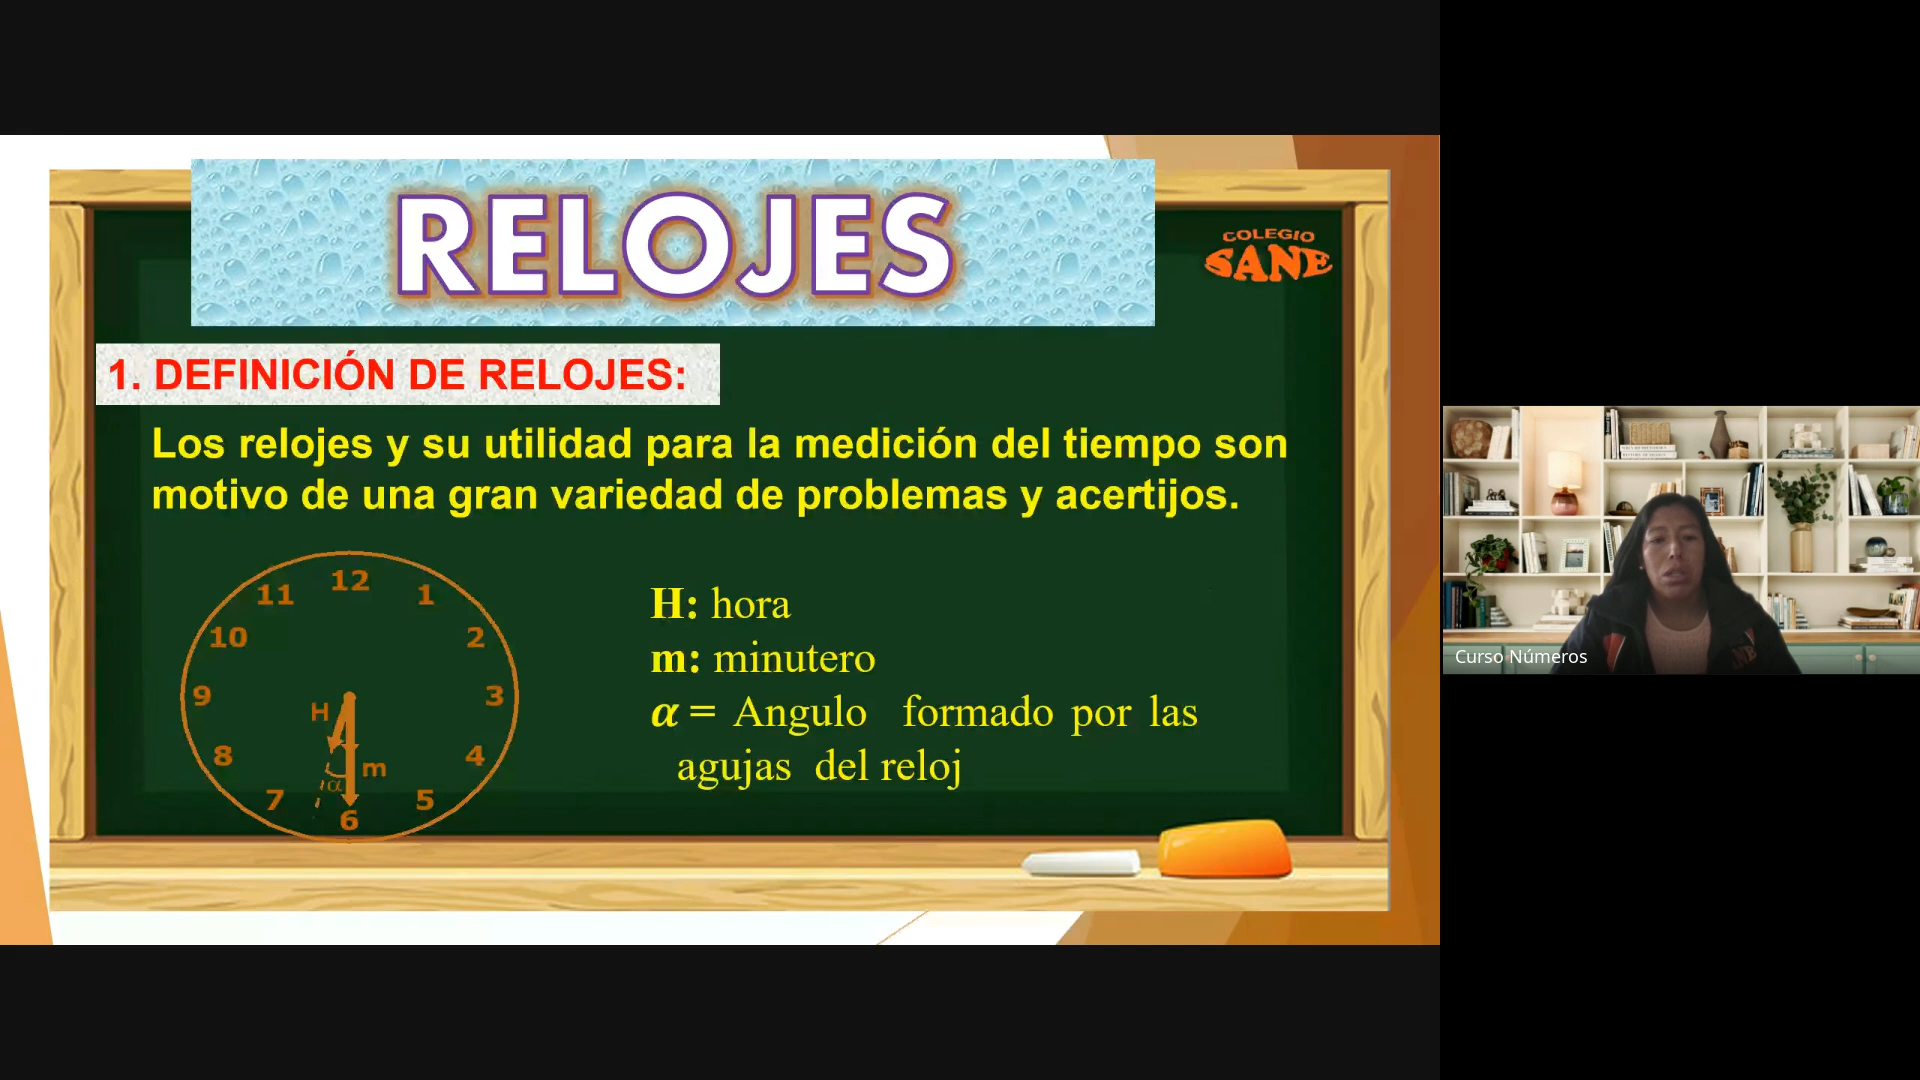 RELOJES
COLEGIO
SANE
1. DEFINICIÓN DE RELOJES:
Los relojes y su utilidad para la medición del tiempo son
motivo de una gran variedad de problemas y acertijos.
12
11
1
10
2
9
3
H
8
4
m
α
7
5
6
H: hora
m: minutero
α = Angulo formado por las
agujas del reloj
Curso Números